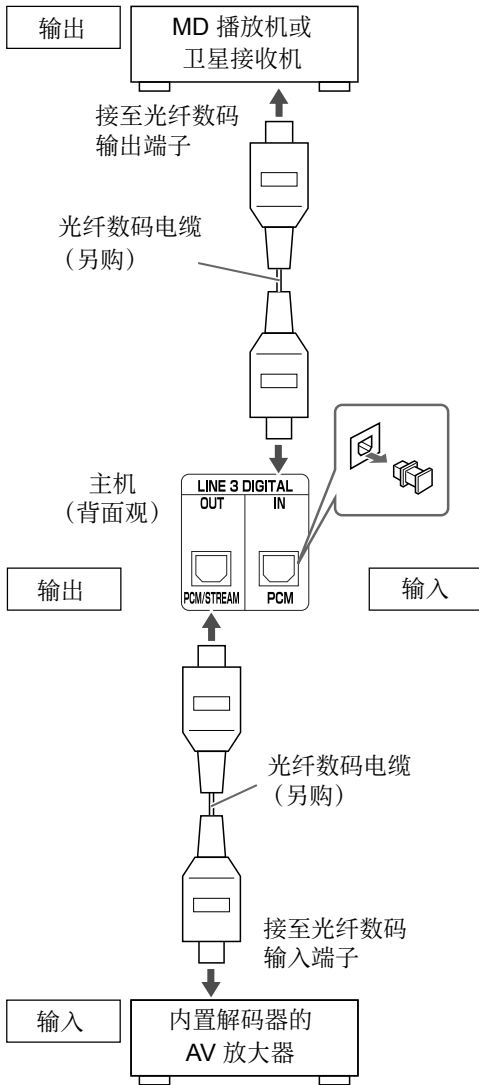 输出
MD 播放机或
卫星接收机
接至光纤数码
输出端子
光纤数码电缆
（另购）
主机
（背面观）
LINE 3 DIGITAL
OUT
IN
PCM/STREAM
PCM
输出
输入
光纤数码电缆
（另购）
接至光纤数码
输入端子
输入
内置解码器的
AV 放大器